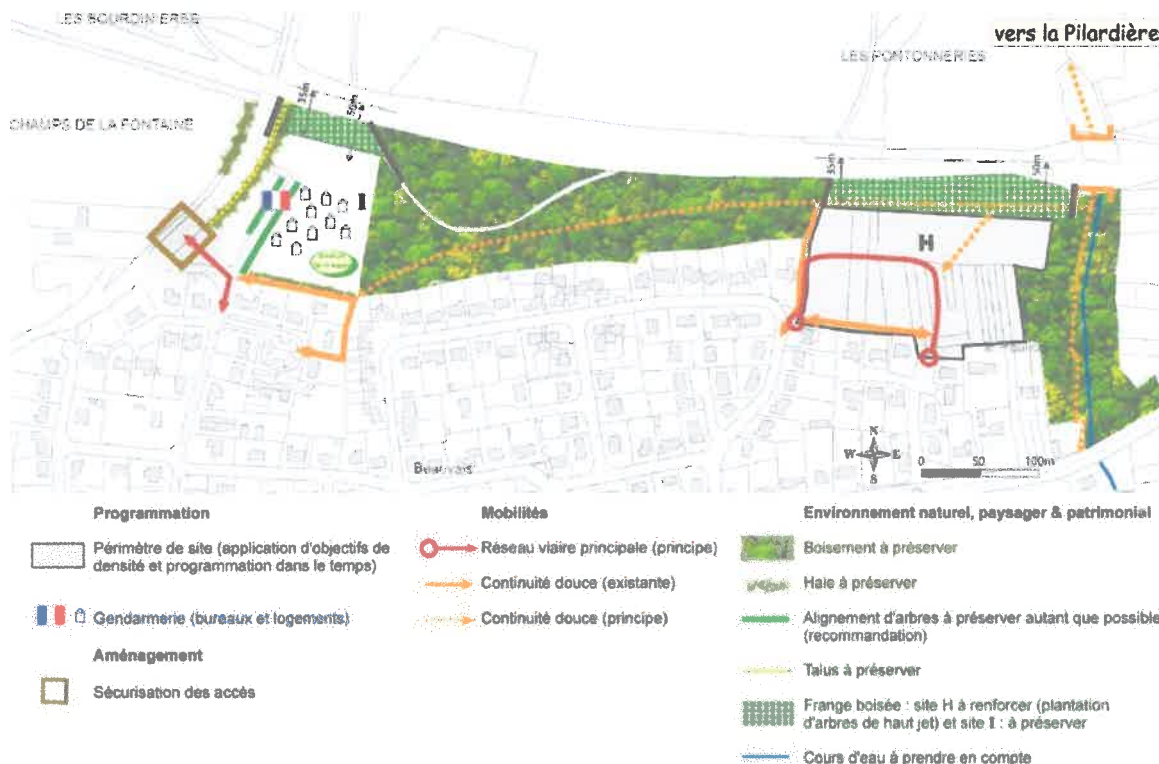 LES BOURDINIERES
vers la Pilardière
LES PONTONNERIES
CHAMPS DE LA FONTAINE
35m
50m
I
35m
50m
H
Beauvais
N
W E
S
0 50 100m
Programmation
Périmètre de site (application d'objectifs de
densité et programmation dans le temps)
Gendarmerie (bureaux et logements)
Aménagement
Sécurisation des accès
Mobilités
Réseau viaire principale (principe)
Continuité douce (existante)
Continuité douce (principe)
Environnement naturel, paysager & patrimonial
Boisement à préserver
Haie à préserver
Alignement d'arbres à préserver autant que possible
(recommandation)
Talus à préserver
Frange boisée : site H à renforcer (plantation
d'arbres de haut jet) et site I : à préserver
Cours d'eau à prendre en compte